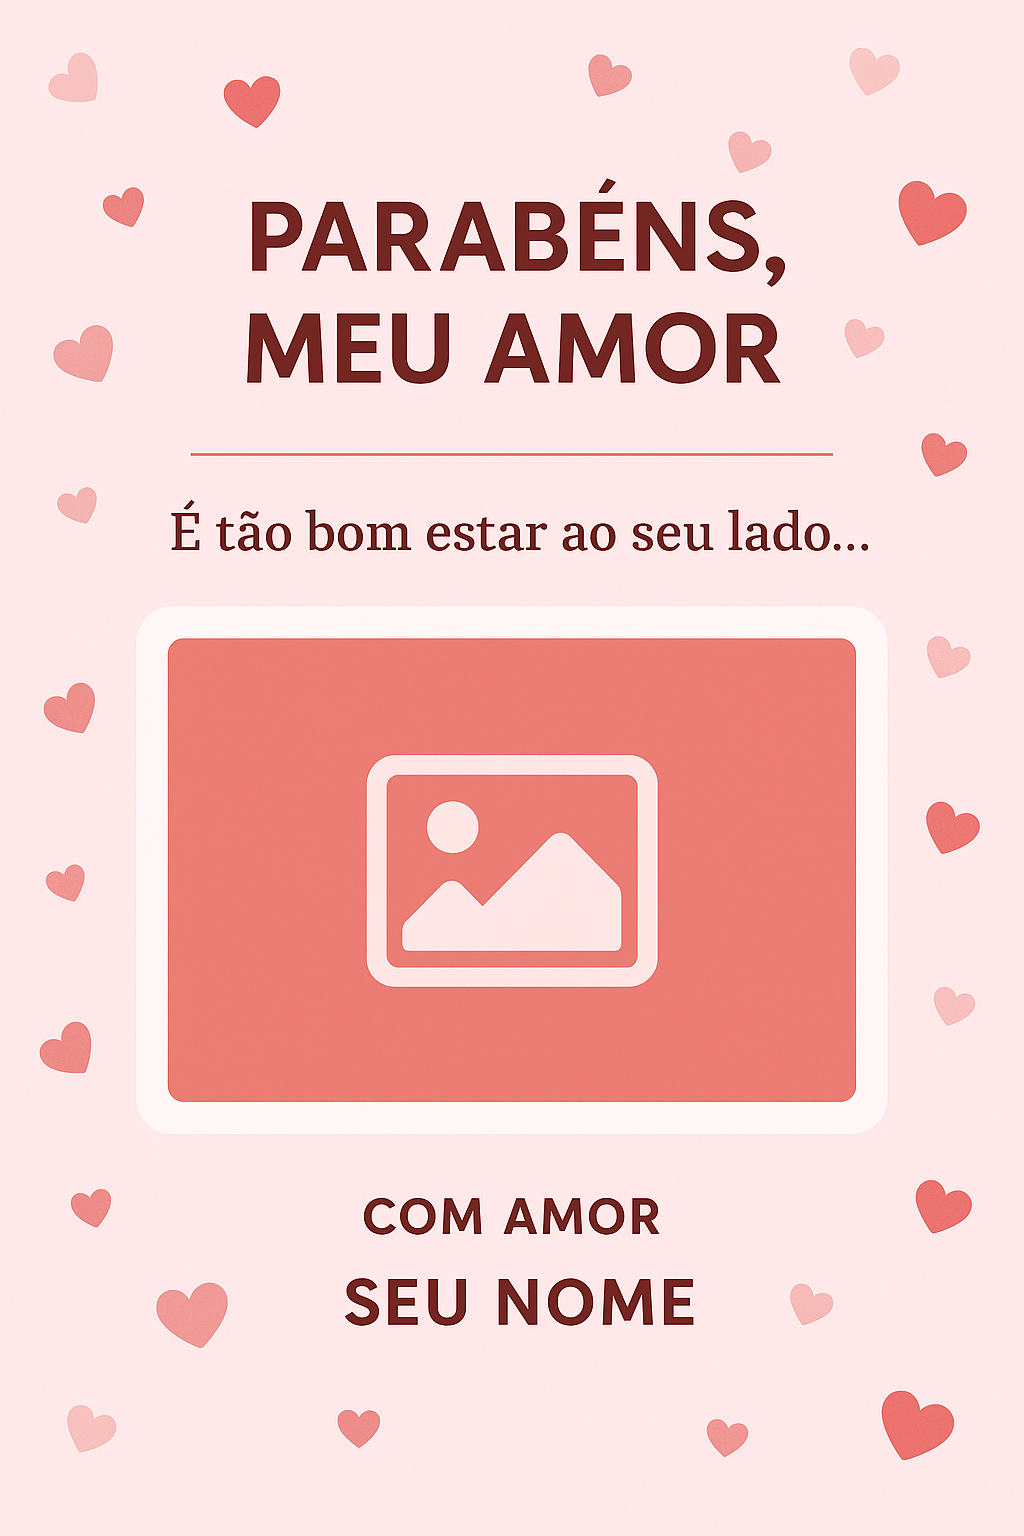 PARABÉNS,
MEU AMOR
É tão bom estar ao seu lado...
COM AMOR
SEU NOME